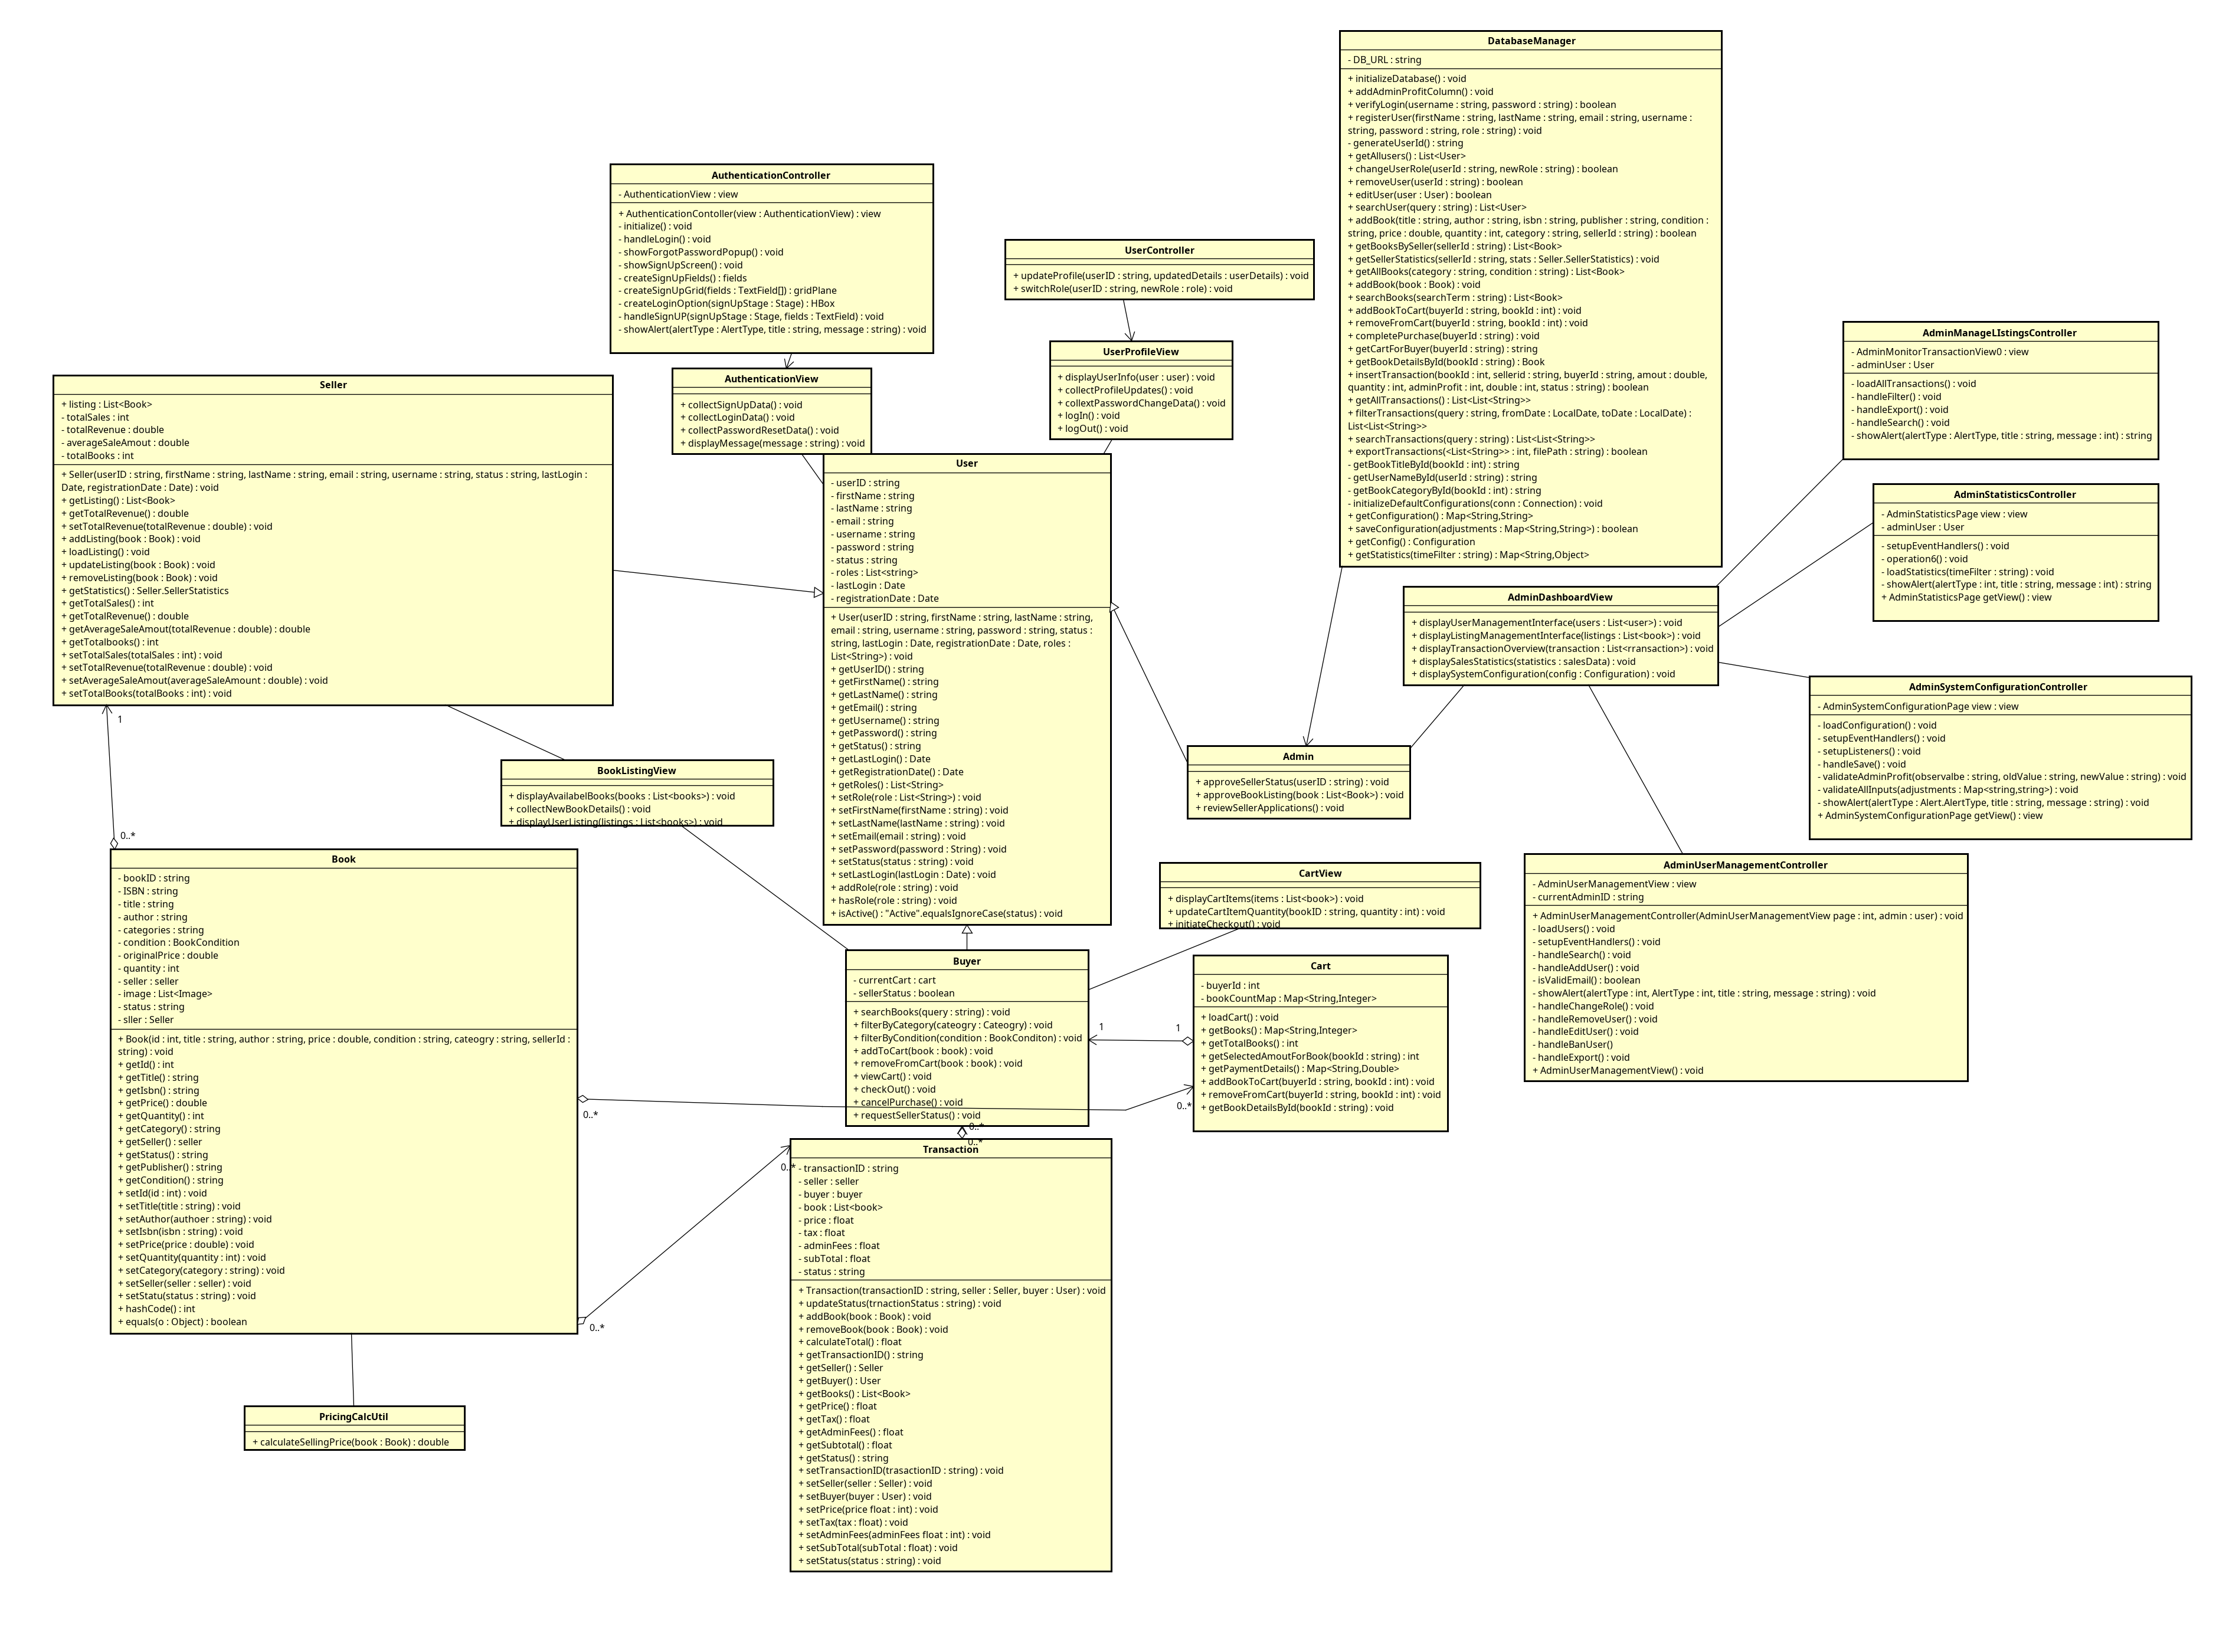 DatabaseManager
- DB_URL : string
+ initializeDatabase() : void
+ addAdminProfitColumn() : void
+ verifyLogin(username : string, password : string) : boolean
+ registerUser(firstName : string, lastName : string, email : string, username :
string, password : string, role : string) : void
- generateUserId() : string
+ getAllusers() : List<User>
+ changeUserRole(userId : string, newRole : string) : boolean
+ removeUser(userId : string) : boolean
+ editUser(user : User) : boolean
+ searchUser(query : string) : List<User>
+ addBook(title : string, author : string, isbn : string, publisher : string, condition :
string, price : double, quantity : int, category : string, sellerId : string) : boolean
+ getBooksBySeller(sellerId : string) : List<Book>
+ getSellerStatistics(sellerId : string, stats : Seller.SellerStatistics) : void
+ getAllBooks(category : string, condition : string) : List<Book>
+ addBook(book : Book) : void
+ searchBooks(searchTerm : string) : List<Book>
+ addBookToCart(buyerId : string, bookId : int) : void
+ removeFromCart(buyerId : string, bookId : int) : void
+ completePurchase(buyerId : string) : void
+ getCartForBuyer(buyerId : string) : string
+ getBookDetailsById(bookId : string) : Book
+ insertTransaction(bookId : int, sellerid : string, buyerId : string, amout : double,
quantity : int, adminProfit : int, double : int, status : string) : boolean
+ getAllTransactions() : List<List<String>>
+ filterTransactions(query : string, fromDate : LocalDate, toDate : LocalDate) :
List<List<String>>
+ searchTransactions(query : string) : List<List<String>>
+ exportTransactions(<List<String>> : int, filePath : string) : boolean
- getBookTitleById(bookId : int) : string
- getUserNameById(userId : string) : string
- getBookCategoryById(bookId : int) : string
- initializeDefaultConfigurations(conn : Connection) : void
+ getConfiguration() : Map<String,String>
+ saveConfiguration(adjustments : Map<String,String>) : boolean
+ getConfig() : Configuration
+ getStatistics(timeFilter : string) : Map<String,Object>
AuthenticationController
- AuthenticationView : view
+ AuthenticationContoller(view : AuthenticationView) : view
- initialize() : void
- handleLogin() : void
- showForgotPasswordPopup() : void
- showSignUpScreen() : void
- createSignUpFields() : fields
- createSignUpGrid(fields : TextField[]) : gridPlane
- createLoginOption(signUpStage : Stage) : HBox
- handleSignUP(signUpStage : Stage, fields : TextField) : void
- showAlert(alertType : AlertType, title : string, message : string) : void
UserController
+ updateProfile(userID : string, updatedDetails : userDetails) : void
+ switchRole(userID : string, newRole : role) : void
UserProfileView
+ displayUserInfo(user : user) : void
+ collectProfileUpdates() : void
+ collextPasswordChangeData() : void
+ logIn() : void
+ logOut() : void
AuthenticationView
+ collectSignUpData() : void
+ collectLoginData() : void
+ collectPasswordResetData() : void
+ displayMessage(message : string) : void
AdminManageLIstingsController
- AdminMonitorTransactionView0 : view
- adminUser : User
- loadAllTransactions() : void
- handleFilter() : void
- handleExport() : void
- handleSearch() : void
- showAlert(alertType : AlertType, title : string, message : int) : string
Seller
+ listing : List<Book>
- totalSales : int
- totalRevenue : double
- averageSaleAmout : double
- totalBooks : int
+ Seller(userID : string, firstName : string, lastName : string, email : string, username : string, status : string, lastLogin :
Date, registrationDate : Date) : void
+ getListing() : List<Book>
+ getTotalRevenue() : double
+ setTotalRevenue(totalRevenue : double) : void
+ addListing(book : Book) : void
+ loadListing() : void
+ updateListing(book : Book) : void
+ removeListing(book : Book) : void
+ getStatistics() : Seller.SellerStatistics
+ getTotalSales() : int
+ getTotalRevenue() : double
+ getAverageSaleAmout(totalRevenue : double) : double
+ getTotalbooks() : int
+ setTotalSales(totalSales : int) : void
+ setTotalRevenue(totalRevenue : double) : void
+ setAverageSaleAmout(averageSaleAmount : double) : void
+ setTotalBooks(totalBooks : int) : void
User
- userID : string
- firstName : string
- lastName : string
- email : string
- username : string
- password : string
- status : string
- roles : List<string>
- lastLogin : Date
- registrationDate : Date
+ User(userID : string, firstName : string, lastName : string,
email : string, username : string, password : string, status :
string, lastLogin : Date, registrationDate : Date, roles :
List<String>) : void
+ getUserID() : string
+ getFirstName() : string
+ getLastName() : string
+ getEmail() : string
+ getUsername() : string
+ getPassword() : string
+ getStatus() : string
+ getLastLogin() : Date
+ getRegistrationDate() : Date
+ getRoles() : List<String>
+ setRole(role : List<String>) : void
+ setFirstName(firstName : string) : void
+ setLastName(lastName : string) : void
+ setEmail(email : string) : void
+ setPassword(password : String) : void
+ setStatus(status : string) : void
+ setLastLogin(lastLogin : Date) : void
+ addRole(role : string) : void
+ hasRole(role : string) : void
+ isActive() : "Active".equalsIgnoreCase(status) : void
AdminStatisticsController
- AdminStatisticsPage view : view
- adminUser : User
- setupEventHandlers() : void
- operation6() : void
- loadStatistics(timeFilter : string) : void
- showAlert(alertType : int, title : string, message : int) : string
+ AdminStatisticsPage getView() : view
AdminDashboardView
+ displayUserManagementInterface(users : List<user>) : void
+ displayListingManagementInterface(listings : List<book>) : void
+ displayTransactionOverview(transaction : List<rransaction>) : void
+ displaySalesStatistics(statistics : salesData) : void
+ displaySystemConfiguration(config : Configuration) : void
AdminSystemConfigurationController
- AdminSystemConfigurationPage view : view
- loadConfiguration() : void
- setupEventHandlers() : void
- setupListeners() : void
- handleSave() : void
- validateAdminProfit(observalbe : string, oldValue : string, newValue : string) : void
- validateAllInputs(adjustments : Map<string,string>) : void
- showAlert(alertType : Alert.AlertType, title : string, message : string) : void
+ AdminSystemConfigurationPage getView() : view
1
BookListingView
+ displayAvailabelBooks(books : List<books>) : void
+ collectNewBookDetails() : void
+ displayUserListing(listings : List<books>) : void
Admin
+ approveSellerStatus(userID : string) : void
+ approveBookListing(book : List<Book>) : void
+ reviewSellerApplications() : void
0..*
Book
- bookID : string
- ISBN : string
- title : string
- author : string
- categories : string
- condition : BookCondition
- originalPrice : double
- quantity : int
- seller : seller
- image : List<Image>
- status : string
- sller : Seller
+ Book(id : int, title : string, author : string, price : double, condition : string, cateogry : string, sellerId :
string) : void
+ getId() : int
+ getTitle() : string
+ getIsbn() : string
+ getPrice() : double
+ getQuantity() : int
+ getCategory() : string
+ getSeller() : seller
+ getStatus() : string
+ getPublisher() : string
+ getCondition() : string
+ setId(id : int) : void
+ setTitle(title : string) : void
+ setAuthor(authoer : string) : void
+ setIsbn(isbn : string) : void
+ setPrice(price : double) : void
+ setQuantity(quantity : int) : void
+ setCategory(category : string) : void
+ setSeller(seller : seller) : void
+ setStatu(status : string) : void
+ hashCode() : int
+ equals(o : Object) : boolean
CartView
+ displayCartItems(items : List<book>) : void
+ updateCartItemQuantity(bookID : string, quantity : int) : void
+ initiateCheckout() : void
AdminUserManagementController
- AdminUserManagementView : view
- currentAdminID : string
+ AdminUserManagementController(AdminUserManagementView page : int, admin : user) : void
- loadUsers() : void
- setupEventHandlers() : void
- handleSearch() : void
- handleAddUser() : void
- isValidEmail() : boolean
- showAlert(alertType : int, AlertType : int, title : string, message : string) : void
- handleChangeRole() : void
- handleRemoveUser() : void
- handleEditUser() : void
- handleBanUser()
- handleExport() : void
+ AdminUserManagementView() : void
Buyer
- currentCart : cart
- sellerStatus : boolean
+ searchBooks(query : string) : void
+ filterByCategory(cateogry : Cateogry) : void
+ filterByCondition(condition : BookConditon) : void
+ addToCart(book : book) : void
+ removeFromCart(book : book) : void
+ viewCart() : void
+ checkOut() : void
+ cancelPurchase() : void
+ requestSellerStatus() : void
1
1
Cart
- buyerId : int
- bookCountMap : Map<String,Integer>
+ loadCart() : void
+ getBooks() : Map<String,Integer>
+ getTotalBooks() : int
+ getSelectedAmoutForBook(bookId : string) : int
+ getPaymentDetails() : Map<String,Double>
+ addBookToCart(buyerId : string, bookId : int) : void
+ removeFromCart(buyerId : string, bookId : int) : void
+ getBookDetailsById(bookId : string) : void
0..*
0..*
0..*
0..*
0..*
0..*
Transaction
- transactionID : string
- seller : seller
- buyer : buyer
- book : List<book>
- price : float
- tax : float
- adminFees : float
- subTotal : float
- status : string
+ Transaction(transactionID : string, seller : Seller, buyer : User) : void
+ updateStatus(trnactionStatus : string) : void
+ addBook(book : Book) : void
+ removeBook(book : Book) : void
+ calculateTotal() : float
+ getTransactionID() : string
+ getSeller() : Seller
+ getBuyer() : User
+ getBooks() : List<Book>
+ getPrice() : float
+ getTax() : float
+ getAdminFees() : float
+ getSubtotal() : float
+ getStatus() : string
+ setTransactionID(trasactionID : string) : void
+ setSeller(seller : Seller) : void
+ setBuyer(buyer : User) : void
+ setPrice(price float : int) : void
+ setTax(tax : float) : void
+ setAdminFees(adminFees float : int) : void
+ setSubTotal(subTotal : float) : void
+ setStatus(status : string) : void
PricingCalcUtil
+ calculateSellingPrice(book : Book) : double